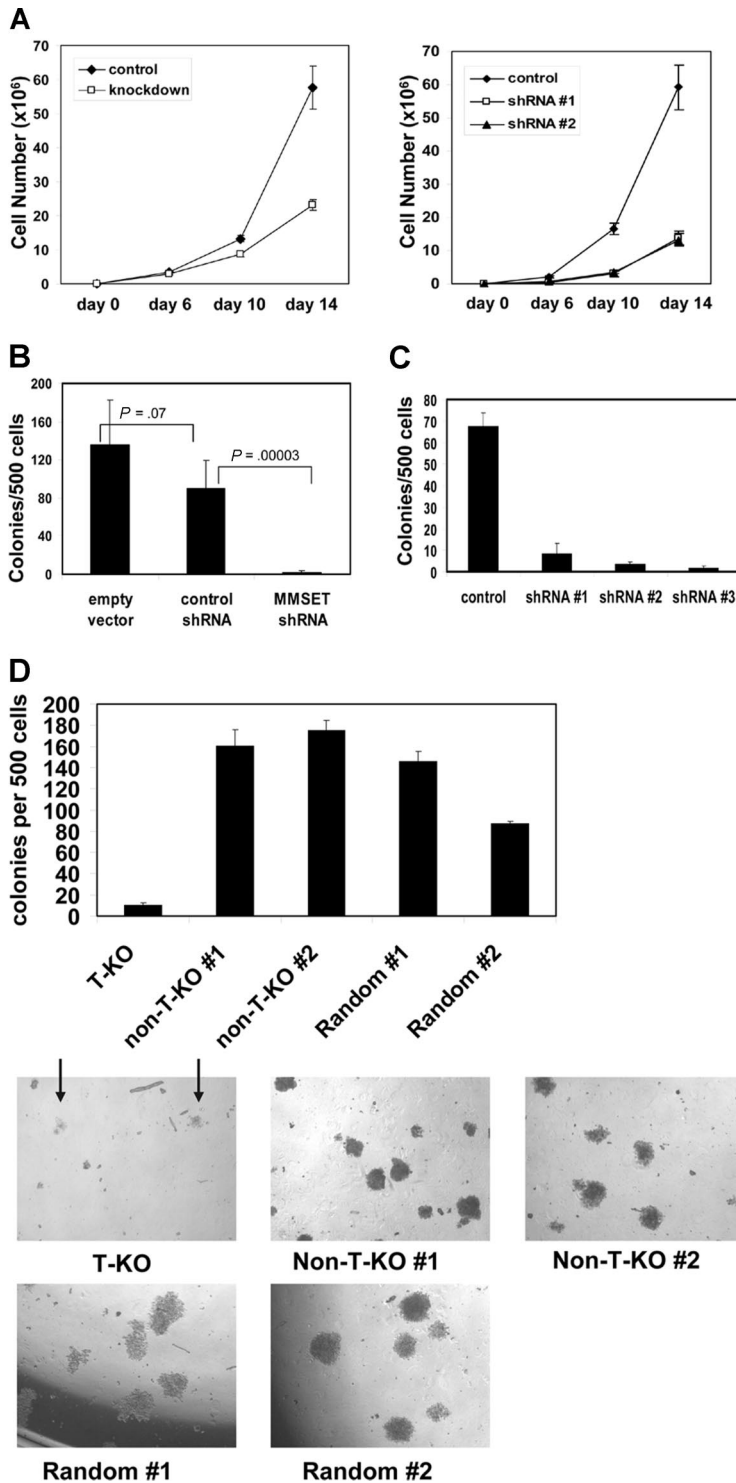 A
Cell Number (x10⁶)
70
60
50
40
30
20
10
0
control
knockdown
day 0 day 6 day 10 day 14
Cell Number (x10⁶)
70
60
50
40
30
20
10
0
control
shRNA #1
shRNA #2
day 0 day 6 day 10 day 14
B
Colonies/500 cells
200
160
120
80
40
0
P = .07
P = .00003
empty vector
control shRNA
MMSET shRNA
C
Colonies/500 cells
80
70
60
50
40
30
20
10
0
control shRNA #1 shRNA #2 shRNA #3
D
colonies per 500 cells
200
180
160
140
120
100
80
60
40
20
0
T-KO
non-T-KO #1
non-T-KO #2
Random #1
Random #2
T-KO
Non-T-KO #1
Non-T-KO #2
Random #1
Random #2